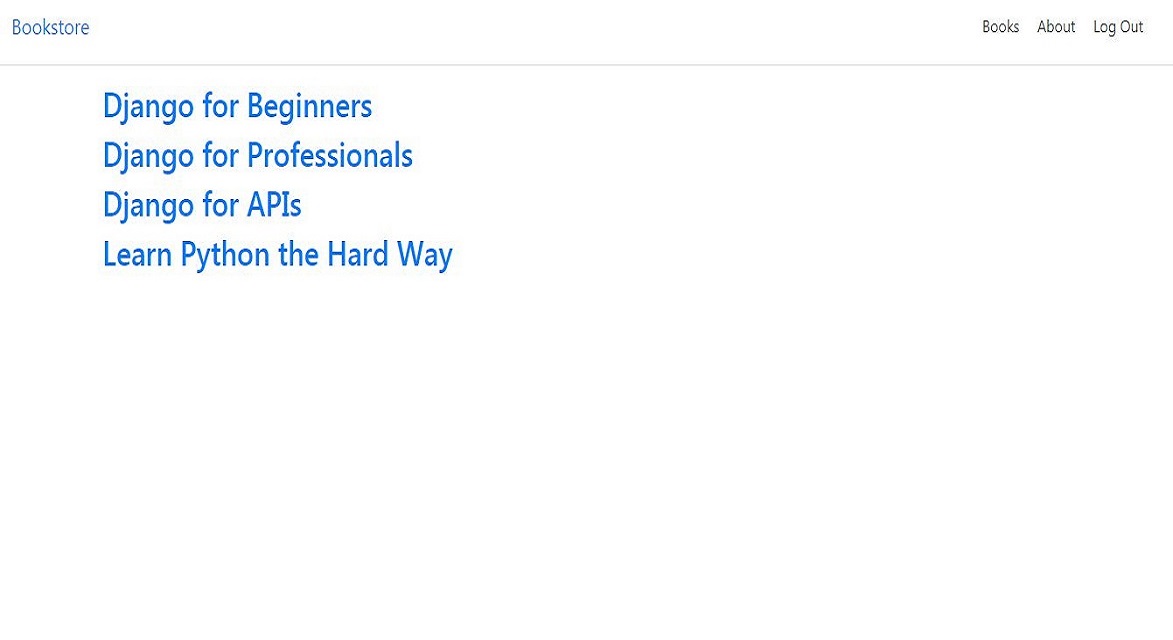 Bookstore
Books About Log Out
Django for Beginners
Django for Professionals
Django for APIs
Learn Python the Hard Way